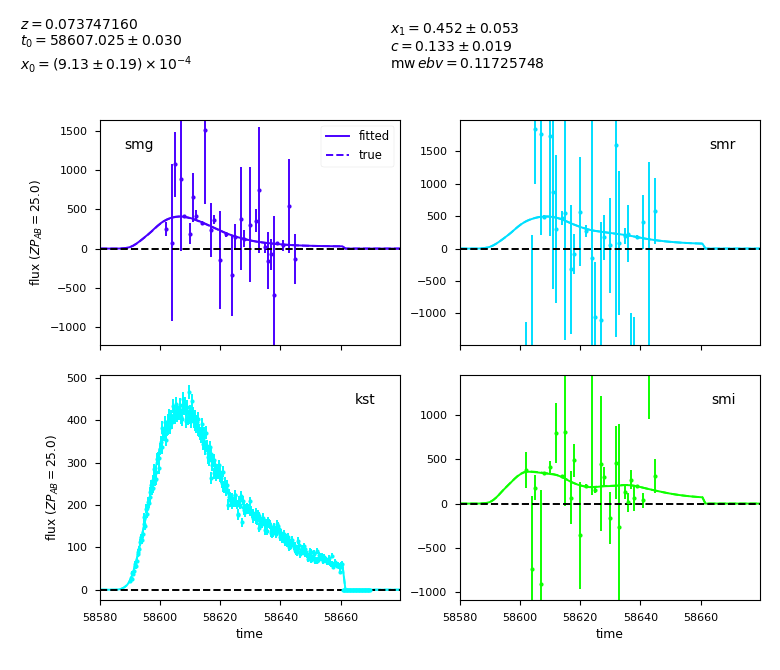 z = 0.073747160
t₀ = 58607.025 ± 0.030
x₀ = (9.13 ± 0.19) × 10⁻⁴
x₁ = 0.452 ± 0.053
c = 0.133 ± 0.019
mw ebv = 0.11725748
smg
fitted
true
1500
1000
500
0
−500
−1000
flux (ZP_AB = 25.0)
smr
1500
1000
500
0
−500
−1000
kst
500
400
300
200
100
0
flux (ZP_AB = 25.0)
58580 58600 58620 58640 58660
time
smi
1000
500
0
−500
−1000
58580 58600 58620 58640 58660
time